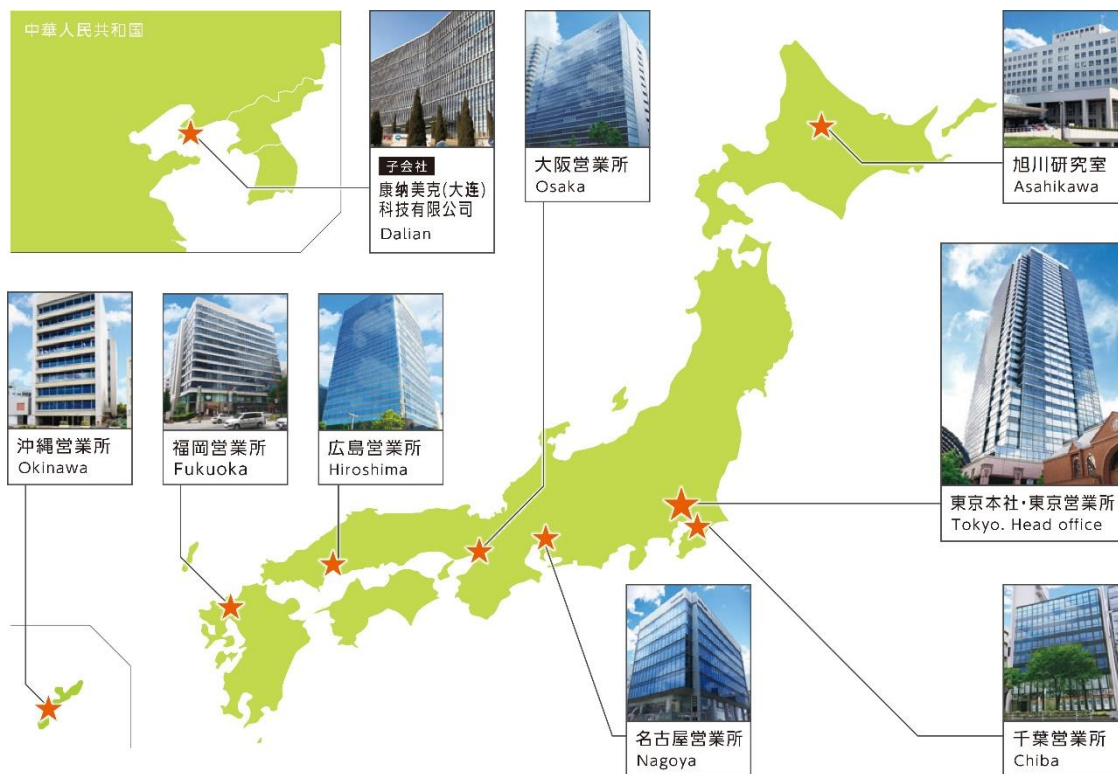 中華人民共和国
子会社
康纳美克(大连)
科技有限公司
Dalian
大阪営業所
Osaka
旭川研究室
Asahikawa
沖縄営業所
Okinawa
福岡営業所
Fukuoka
広島営業所
Hiroshima
東京本社・東京営業所
Tokyo. Head office
名古屋営業所
Nagoya
千葉営業所
Chiba